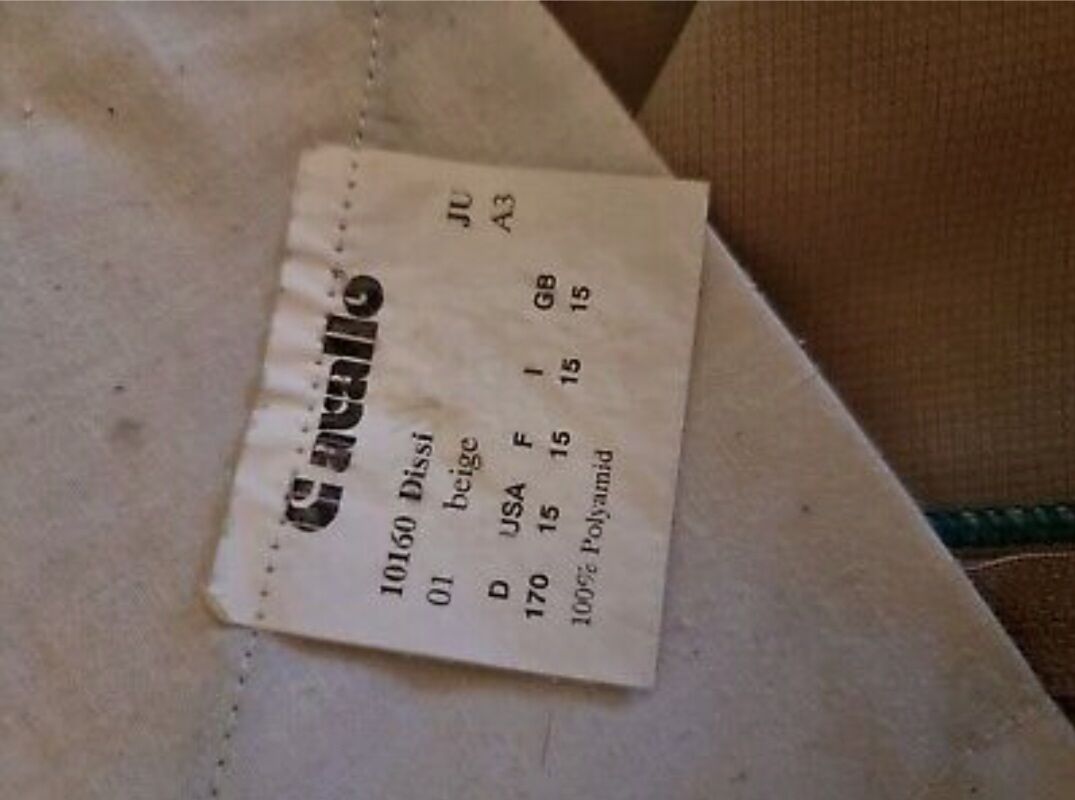 Cavallo
10160 Dissi JU
01 beige A3
D USA F I GB
170 15 15 15 15
100% Polyamid